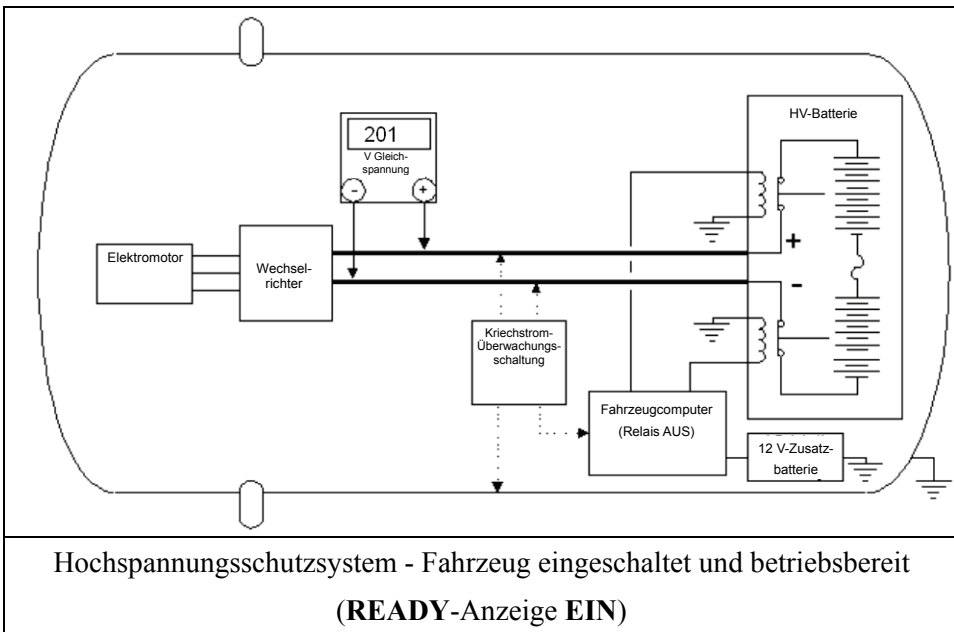 HV-Batterie
201
V Gleich-
spannung
- +
Elektromotor
Wechsel-
richter
+
-
Kriechstrom-
Überwachungs-
schaltung
Fahrzeugcomputer
(Relais AUS)
12 V-Zusatz-
batterie
Hochspannungsschutzsystem - Fahrzeug eingeschaltet und betriebsbereit
(READY-Anzeige EIN)